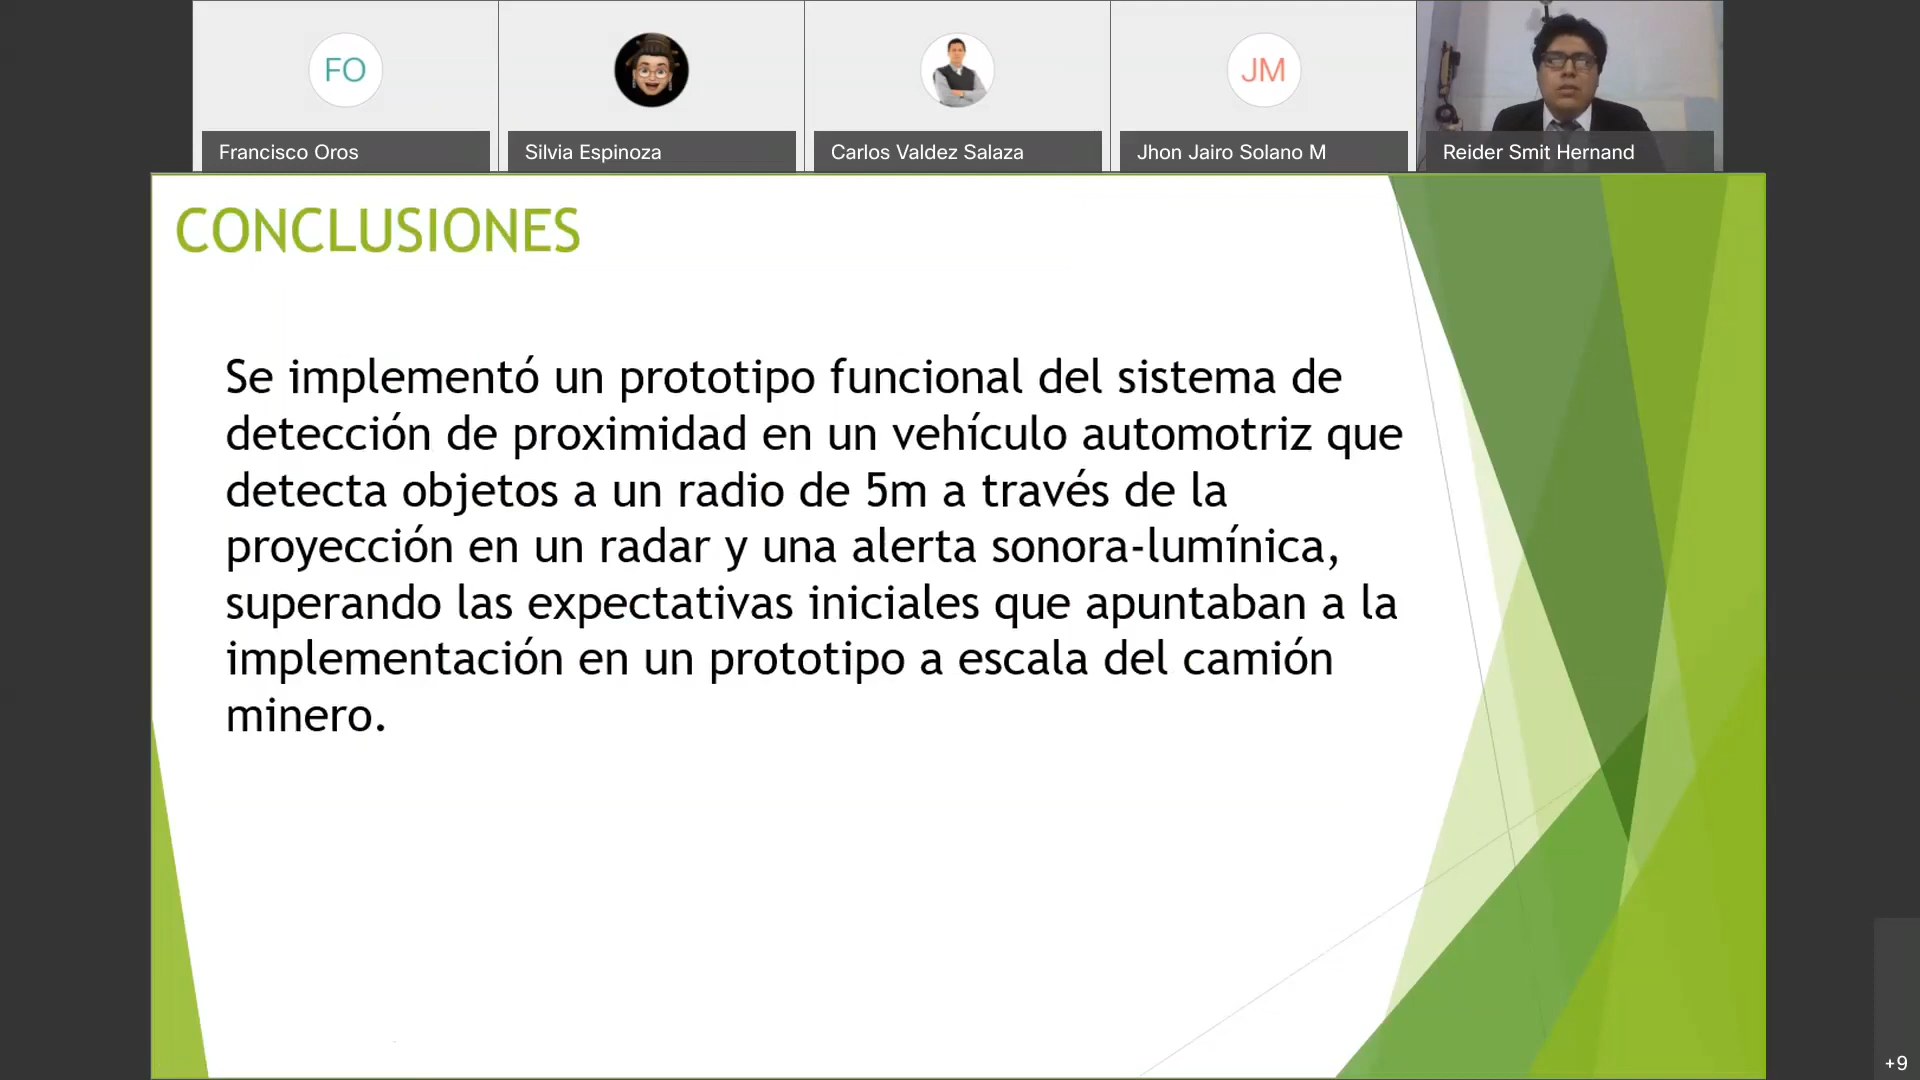 FO
JM
Francisco Oros
Silvia Espinoza
Carlos Valdez Salaza
Jhon Jairo Solano M
Reider Smit Hernand
CONCLUSIONES
Se implementó un prototipo funcional del sistema de
detección de proximidad en un vehículo automotriz que
detecta objetos a un radio de 5m a través de la
proyección en un radar y una alerta sonora-lumínica,
superando las expectativas iniciales que apuntaban a la
implementación en un prototipo a escala del camión
minero.
+9